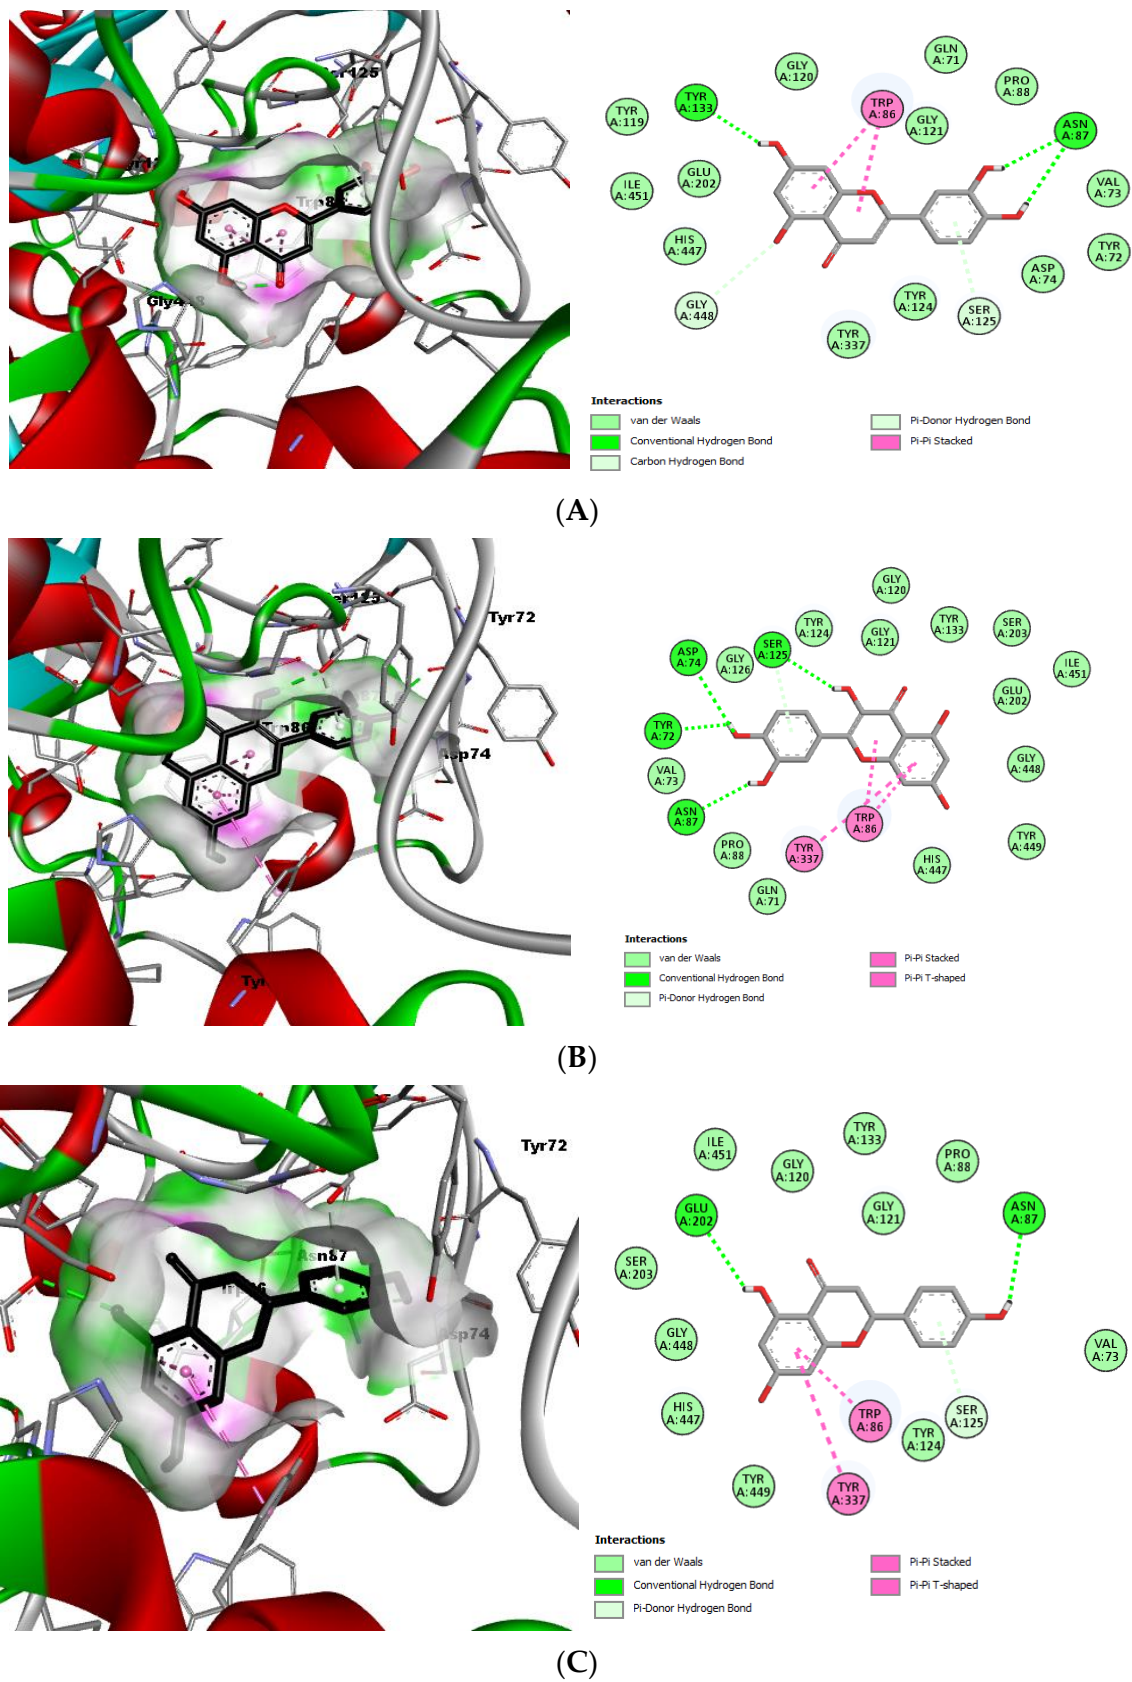 Trp86
GLY
A:120
GLN
A:71
PRO
A:88
TYR
A:133
TRP
A:86
TYR
A:119
GLY
A:121
ASN
A:87
ILE
A:451
GLU
A:202
VAL
A:73
HIS
A:447
TYR
A:72
ASP
A:74
GLY
A:448
TYR
A:124
SER
A:125
TYR
A:337
Interactions
van der Waals
Conventional Hydrogen Bond
Carbon Hydrogen Bond
Pi-Donor Hydrogen Bond
Pi-Pi Stacked
(A)
Tyr72
Trp86
Asp74
Tyr
GLY
A:120
TYR
A:124
GLY
A:121
TYR
A:133
SER
A:203
ASP
A:74
GLY
A:126
SER
A:125
ILE
A:451
GLU
A:202
TYR
A:72
VAL
A:73
GLY
A:448
ASN
A:87
TRP
A:86
PRO
A:88
TYR
A:337
HIS
A:447
TYR
A:449
GLN
A:71
Interactions
van der Waals
Conventional Hydrogen Bond
Pi-Donor Hydrogen Bond
Pi-Pi Stacked
Pi-Pi T-shaped
(B)
Tyr72
Asn87
Asp74
ILE
A:451
TYR
A:133
GLY
A:120
PRO
A:88
GLU
A:202
GLY
A:121
ASN
A:87
SER
A:203
GLY
A:448
VAL
A:73
HIS
A:447
TRP
A:86
TYR
A:124
SER
A:125
TYR
A:449
TYR
A:337
Interactions
van der Waals
Conventional Hydrogen Bond
Pi-Donor Hydrogen Bond
Pi-Pi Stacked
Pi-Pi T-shaped
(C)